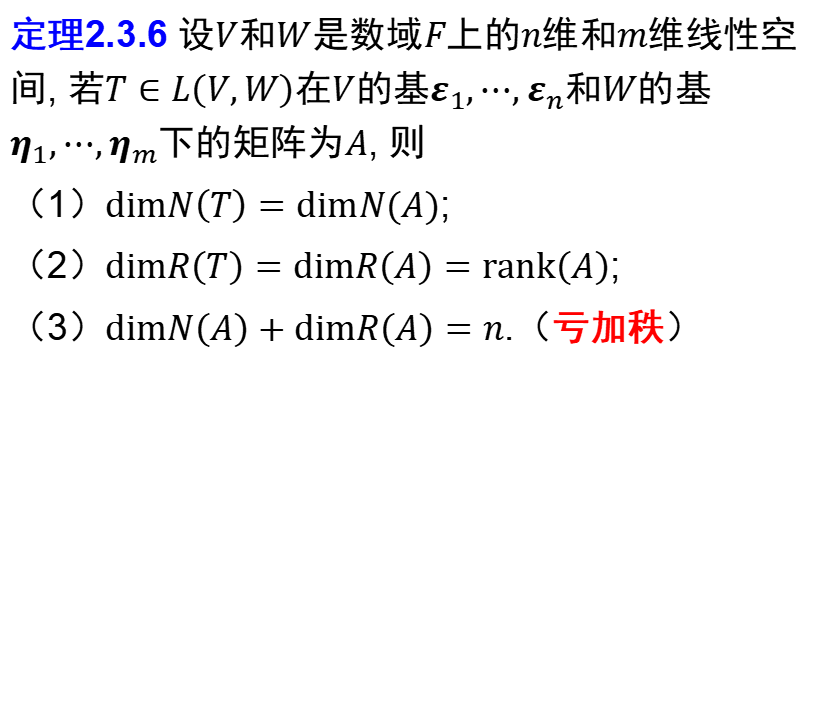 定理2.3.6 设V和W是数域F上的n维和m维线性空
间, 若T ∈ L(V, W)在V的基ε₁, ⋯, εₙ和W的基
η₁, ⋯, ηₘ下的矩阵为A, 则
（1）dimN(T) = dimN(A);
（2）dimR(T) = dimR(A) = rank(A);
（3）dimN(A) + dimR(A) = n.（亏加秩）